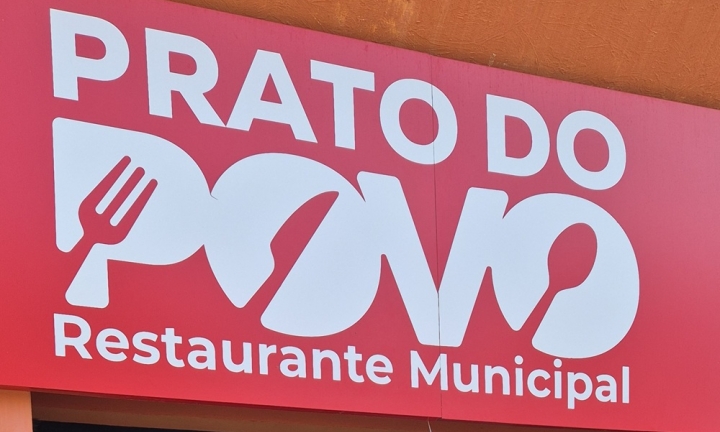 PRATO DO
POVO
Restaurante Municipal